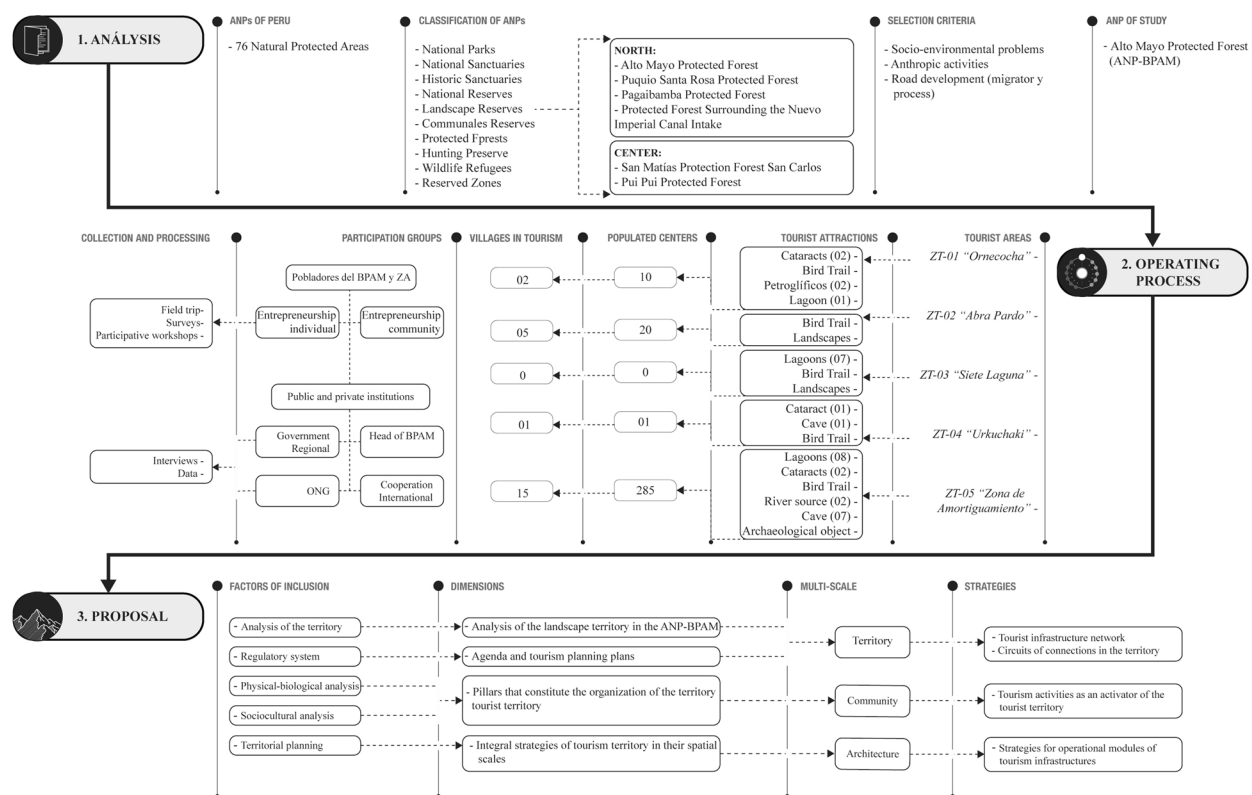 1. ANÁLYSIS
ANPs OF PERU
- 76 Natural Protected Areas
CLASSIFICATION OF ANPs
- National Parks
- National Sanctuaries
- Historic Sanctuaries
- National Reserves
- Landscape Reserves
- Communales Reserves
- Protected Fprests
- Hunting Preserve
- Wildlife Refugees
- Reserved Zones
NORTH:
- Alto Mayo Protected Forest
- Puquio Santa Rosa Protected Forest
- Pagaibamba Protected Forest
- Protected Forest Surrounding the Nuevo
Imperial Canal Intake
CENTER:
- San Matías Protection Forest San Carlos
- Pui Pui Protected Forest
SELECTION CRITERIA
- Socio-environmental problems
- Anthropic activities
- Road development (migrator y
process)
ANP OF STUDY
- Alto Mayo Protected Forest
(ANP-BPAM)
2. OPERATING
PROCESS
COLLECTION AND PROCESSING
Field trip-
Surveys-
Participative workshops -
Interviews -
Data -
PARTICIPATION GROUPS
Pobladores del BPAM y ZA
Entrepreneurship
individual
Entrepreneurship
community
Public and private institutions
Government
Regional
Head of BPAM
ONG
Cooperation
International
VILLAGES IN TOURISM
02
05
0
01
15
POPULATED CENTERS
10
20
0
01
285
TOURIST ATTRACTIONS
Cataracts (02) -
Bird Trail -
Petroglíficos (02) -
Lagoon (01) -
Bird Trail -
Landscapes -
Lagoons (07) -
Bird Trail -
Landscapes -
Cataract (01) -
Cave (01) -
Bird Trail -
Lagoons (08) -
Cataracts (02) -
Bird Trail -
River source (02) -
Cave (07) -
Archaeological object -
TOURIST AREAS
ZT-01 “Ornecocha” -
ZT-02 “Abra Pardo” -
ZT-03 “Siete Laguna” -
ZT-04 “Urkuchaki” -
ZT-05 “Zona de
Amortiguamiento” -
3. PROPOSAL
FACTORS OF INCLUSION
- Analysis of the territory
- Regulatory system
- Physical-biological analysis
- Sociocultural analysis
- Territorial planning
DIMENSIONS
- Analysis of the landscape territory in the ANP-BPAM
- Agenda and tourism planning plans
- Pillars that constitute the organization of the territory
tourist territory
- Integral strategies of tourism territory in their spatial
scales
MULTI-SCALE
Territory
Community
Architecture
STRATEGIES
- Tourist infrastructure network
- Circuits of connections in the territory
- Tourism activities as an activator of the
tourist territory
- Strategies for operational modules of
tourism infrastructures